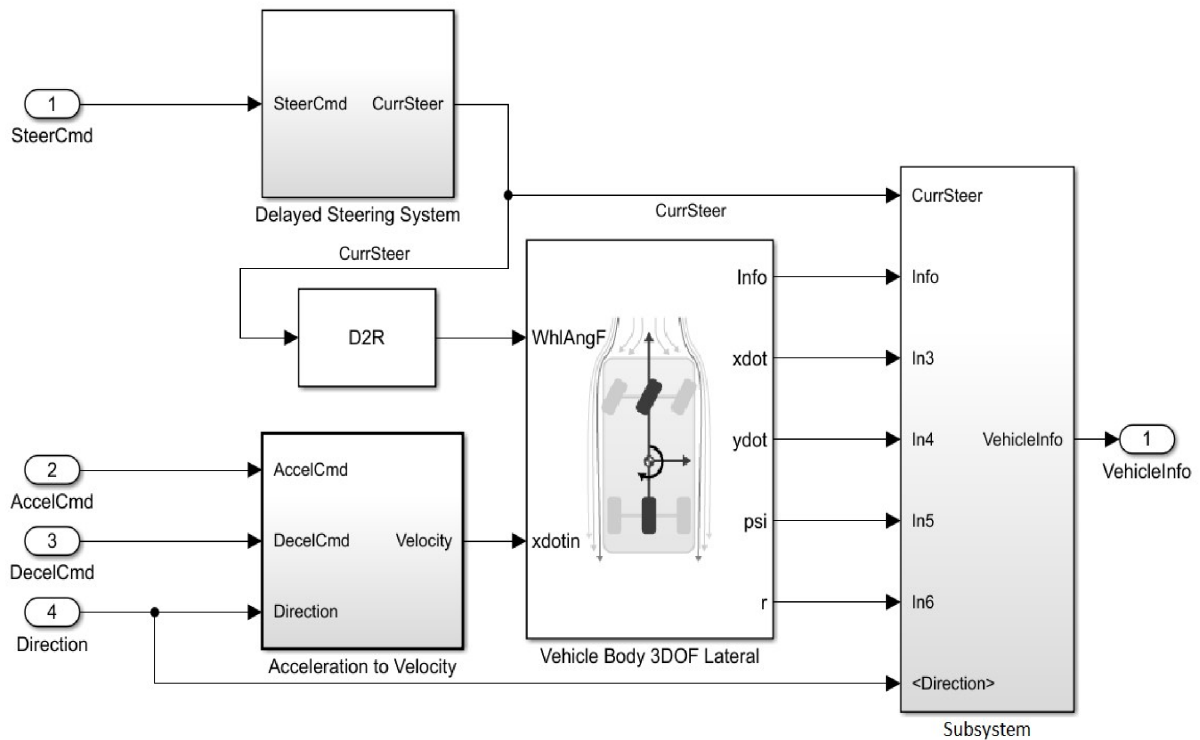 1
SteerCmd
SteerCmd
CurrSteer
Delayed Steering System
CurrSteer
CurrSteer
D2R
WhlAngF
Info
xdot
ydot
psi
r
xdotin
Vehicle Body 3DOF Lateral
2
AccelCmd
3
DecelCmd
4
Direction
AccelCmd
DecelCmd
Direction
Velocity
Acceleration to Velocity
CurrSteer
Info
In3
In4
In5
In6
<Direction>
VehicleInfo
Subsystem
1
VehicleInfo